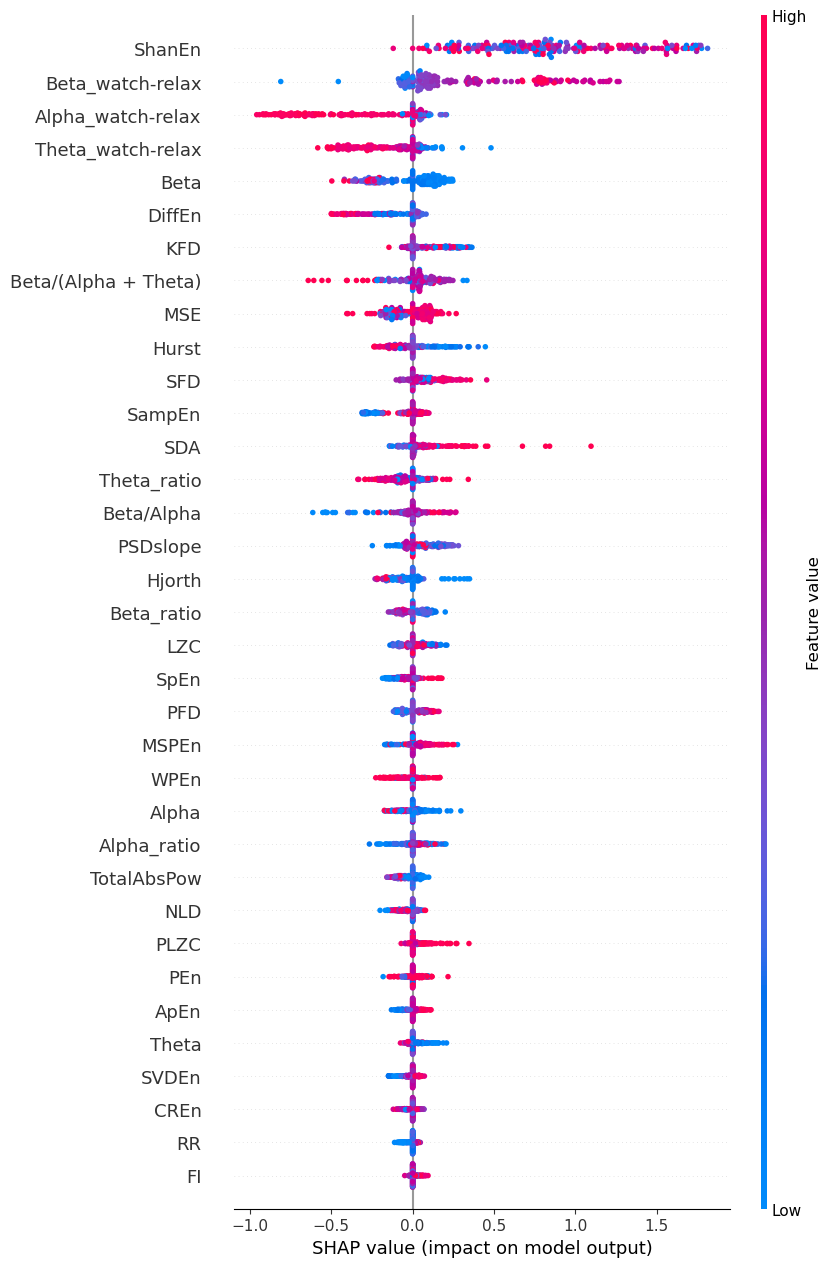 High
ShanEn
Beta_watch-relax
Alpha_watch-relax
Theta_watch-relax
Beta
DiffEn
KFD
Beta/(Alpha + Theta)
MSE
Hurst
SFD
SampEn
SDA
Theta_ratio
Beta/Alpha
PSDslope
Hjorth
Beta_ratio
LZC
SpEn
PFD
MSPEn
WPEn
Alpha
Alpha_ratio
TotalAbsPow
NLD
PLZC
PEn
ApEn
Theta
SVDEn
CREn
RR
FI
Feature value
Low
−1.0 −0.5 0.0 0.5 1.0 1.5
SHAP value (impact on model output)